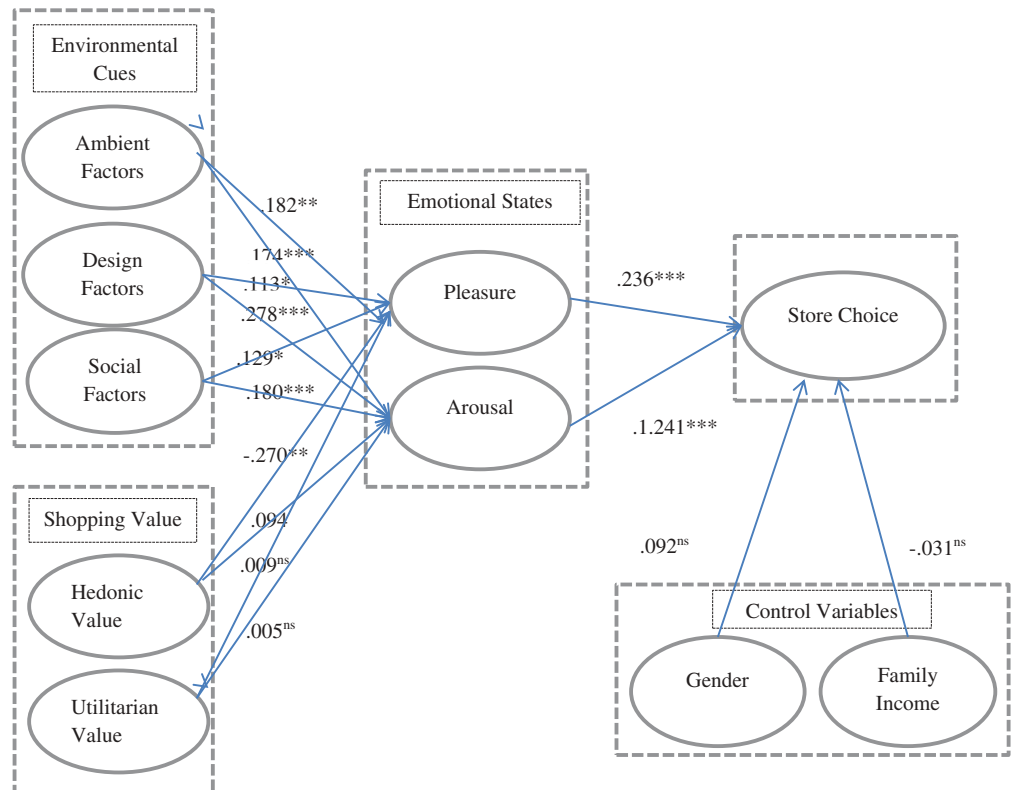 Environmental
Cues
Ambient
Factors
Design
Factors
Social
Factors
.182**
.174***
.113*
.278***
.129*
.180***
-.270**
.094
.009ns
.005ns
Shopping Value
Hedonic
Value
Utilitarian
Value
Emotional States
Pleasure
Arousal
.236***
.1.241***
Store Choice
.092ns
-.031ns
Control Variables
Gender
Family
Income